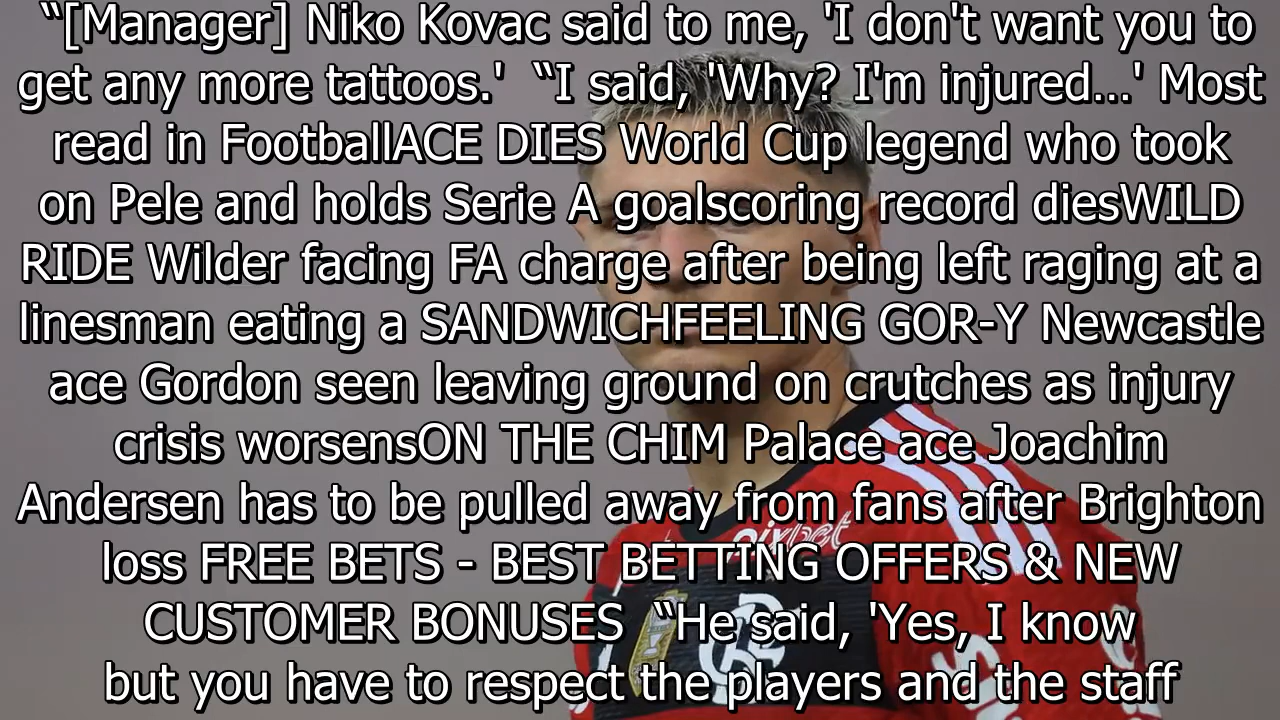 “[Manager] Niko Kovac said to me, 'I don't want you to
get any more tattoos.'  “I said, 'Why? I'm injured...' Most
read in FootballACE DIES World Cup legend who took
on Pele and holds Serie A goalscoring record diesWILD
RIDE Wilder facing FA charge after being left raging at a
linesman eating a SANDWICHFEELING GOR-Y Newcastle
ace Gordon seen leaving ground on crutches as injury
crisis worsensON THE CHIM Palace ace Joachim
Andersen has to be pulled away from fans after Brighton
pixbet
loss FREE BETS - BEST BETTING OFFERS & NEW
CUSTOMER BONUSES  “He said, 'Yes, I know
but you have to respect the players and the staff